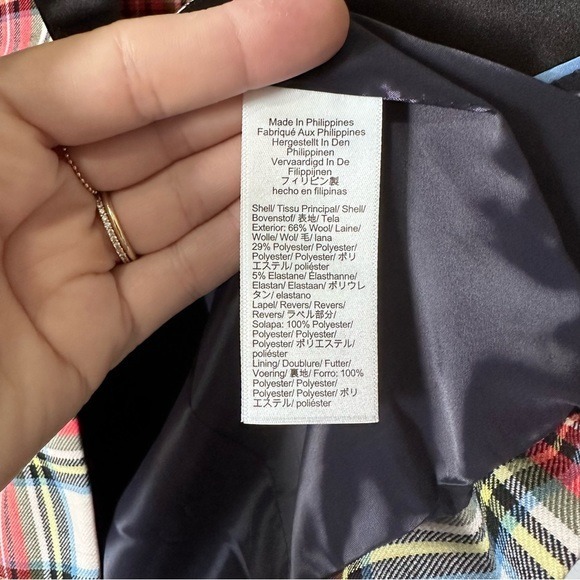 Made In Philippines
Fabriqué Aux Philippines
Hergestellt In Den
Philippinen
Vervaardigd In De
Filippijnen
フィリピン製
hecho en filipinas
Shell/ Tissu Principal/ Shell/
Bovenstof/ 表地/ Tela
Exterior: 66% Wool/ Laine/
Wolle/ Wol/ 毛/ lana
29% Polyester/ Polyester/
Polyester/ Polyester/ ポリ
エステル/ poliéster
5% Elastane/ Élasthanne/
Elastan/ Elastaan/ ポリウレ
タン/ elastano
Lapel/ Revers/ Revers/
Revers/ ラペル部分/
Solapa: 100% Polyester/
Polyester/ Polyester/
Polyester/ ポリエステル/
poliéster
Lining/ Doublure/ Futter/
Voering/ 裏地/ Forro: 100%
Polyester/ Polyester/
Polyester/ Polyester/ ポリ
エステル/ poliéster